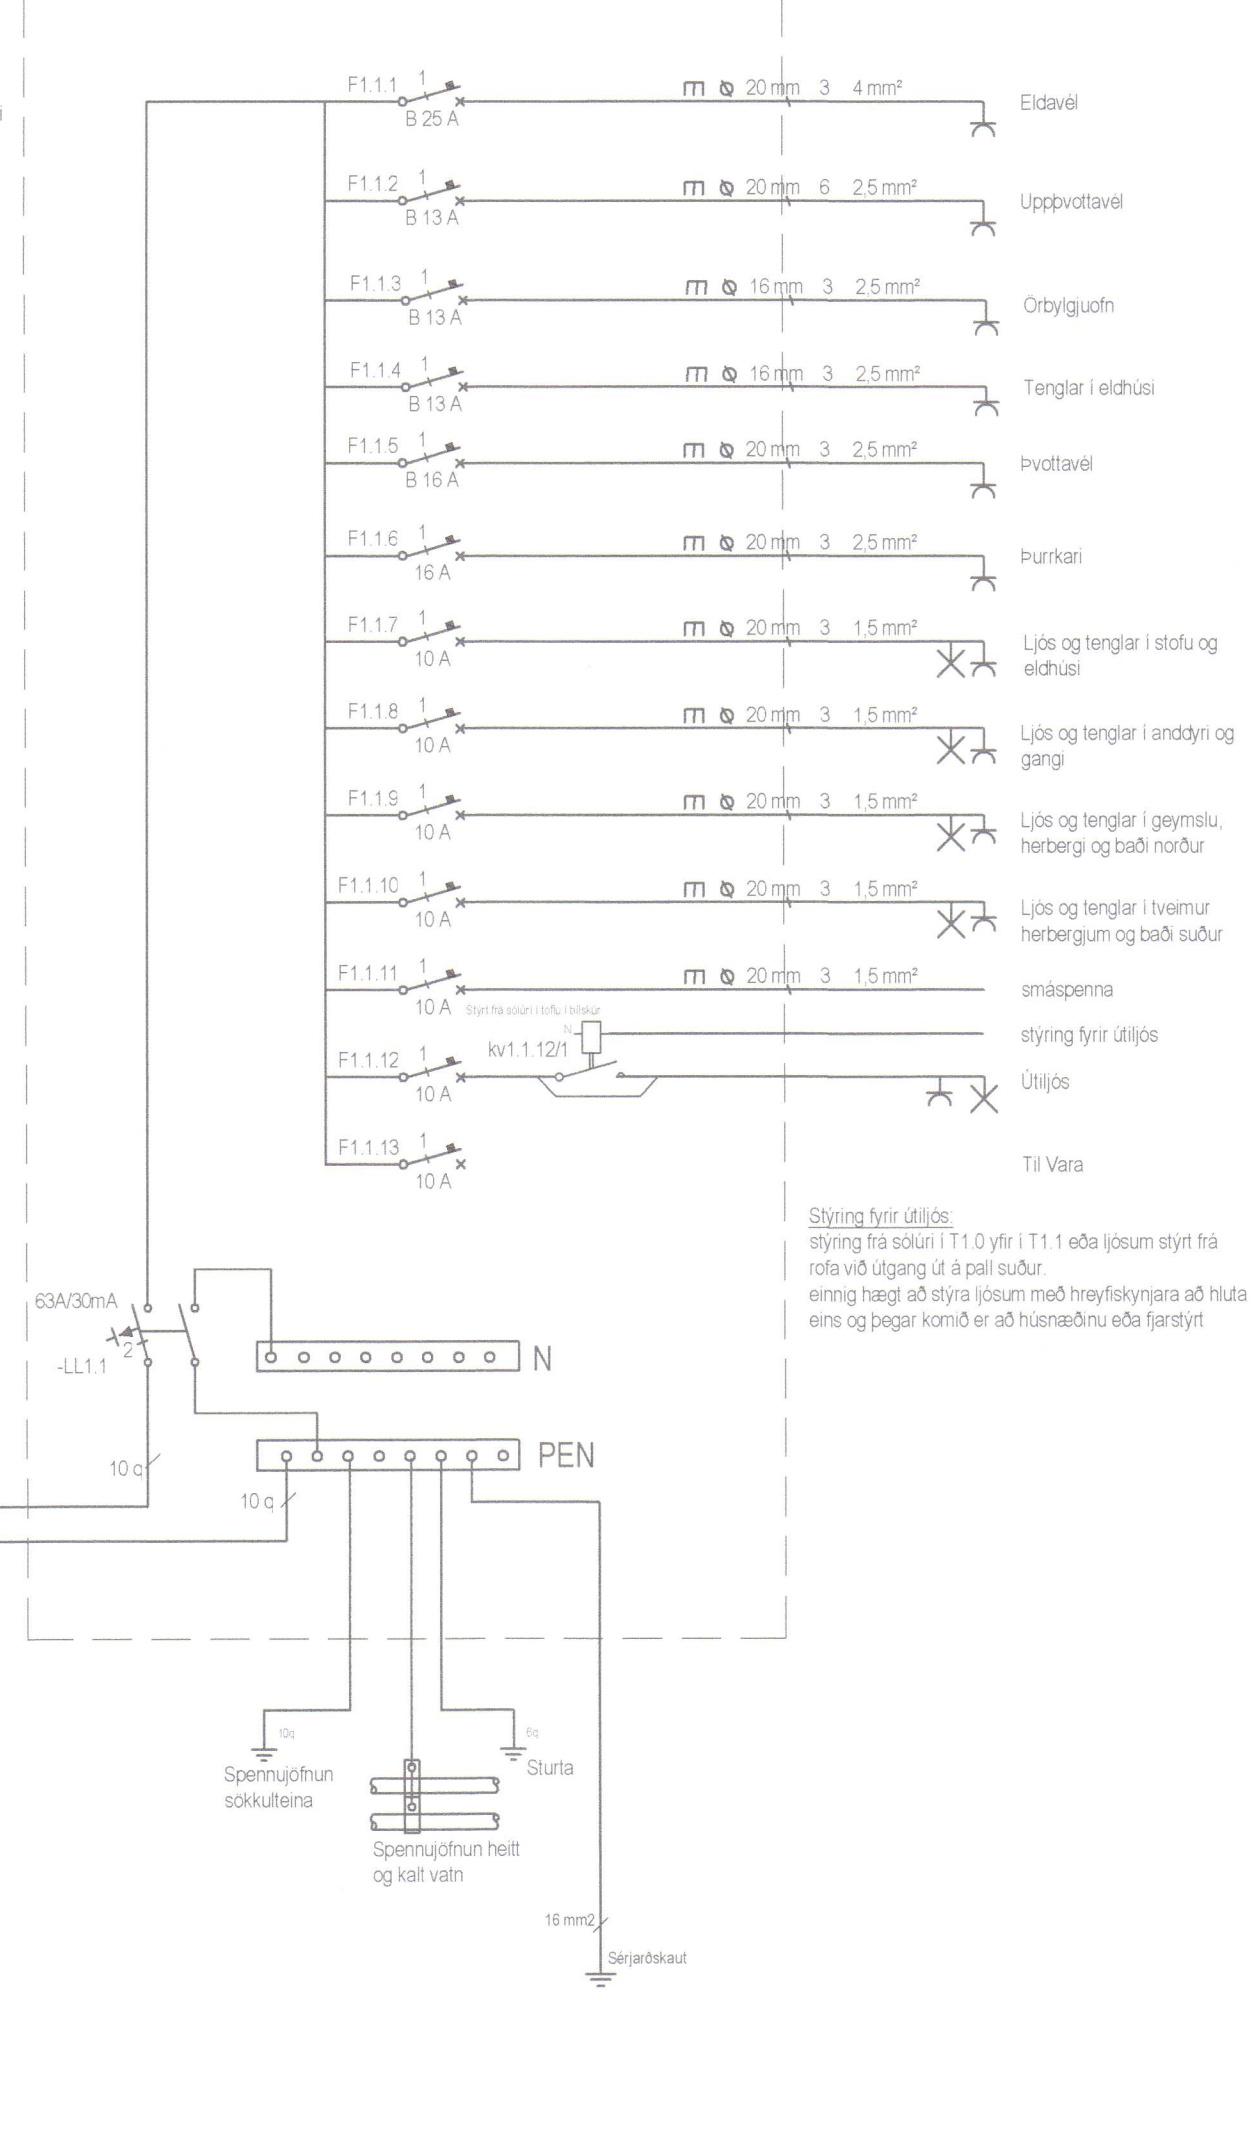 F1.1.1 1 20 mm 3 4 mm² Eldavél
B 25 A
F1.1.2 1 20 mm 6 2,5 mm² Uppþvottavél
B 13 A
F1.1.3 1 16 mm 3 2,5 mm² Örbylgjuofn
B 13 A
F1.1.4 1 16 mm 3 2,5 mm² Tenglar í eldhúsi
B 13 A
F1.1.5 1 20 mm 3 2,5 mm² Þvottavél
B 16 A
F1.1.6 1 20 mm 3 2,5 mm² Þurrkari
16 A
F1.1.7 1 20 mm 3 1,5 mm² Ljós og tenglar í stofu og
10 A eldhúsi
F1.1.8 1 20 mm 3 1,5 mm² Ljós og tenglar í anddyri og
10 A gangi
F1.1.9 1 20 mm 3 1,5 mm² Ljós og tenglar í geymslu,
10 A herbergi og baði norður
F1.1.10 1 20 mm 3 1,5 mm² Ljós og tenglar í tveimur
10 A herbergjum og baði suður
F1.1.11 1 20 mm 3 1,5 mm² smáspenna
10 A Stýrt frá sólúri í töflu í bílskúr
N stýring fyrir útiljós
F1.1.12 1 kv1.1.12/1 Útiljós
10 A
F1.1.13 1 Til Vara
10 A
Stýring fyrir útiljós:
stýring frá sólúri í T1.0 yfir í T1.1 eða ljósum stýrt frá
rofa við útgang út á pall suður.
einnig hægt að stýra ljósum með hreyfiskynjara að hluta
eins og þegar komið er að húsnæðinu eða fjarstýrt
63A/30mA
2
-LL1.1
N
PEN
10 q
10 q
10q
Spennujöfnun
sökkulteina
6q
Sturta
Spennujöfnun heitt
og kalt vatn
16 mm2
Sérjarðskaut